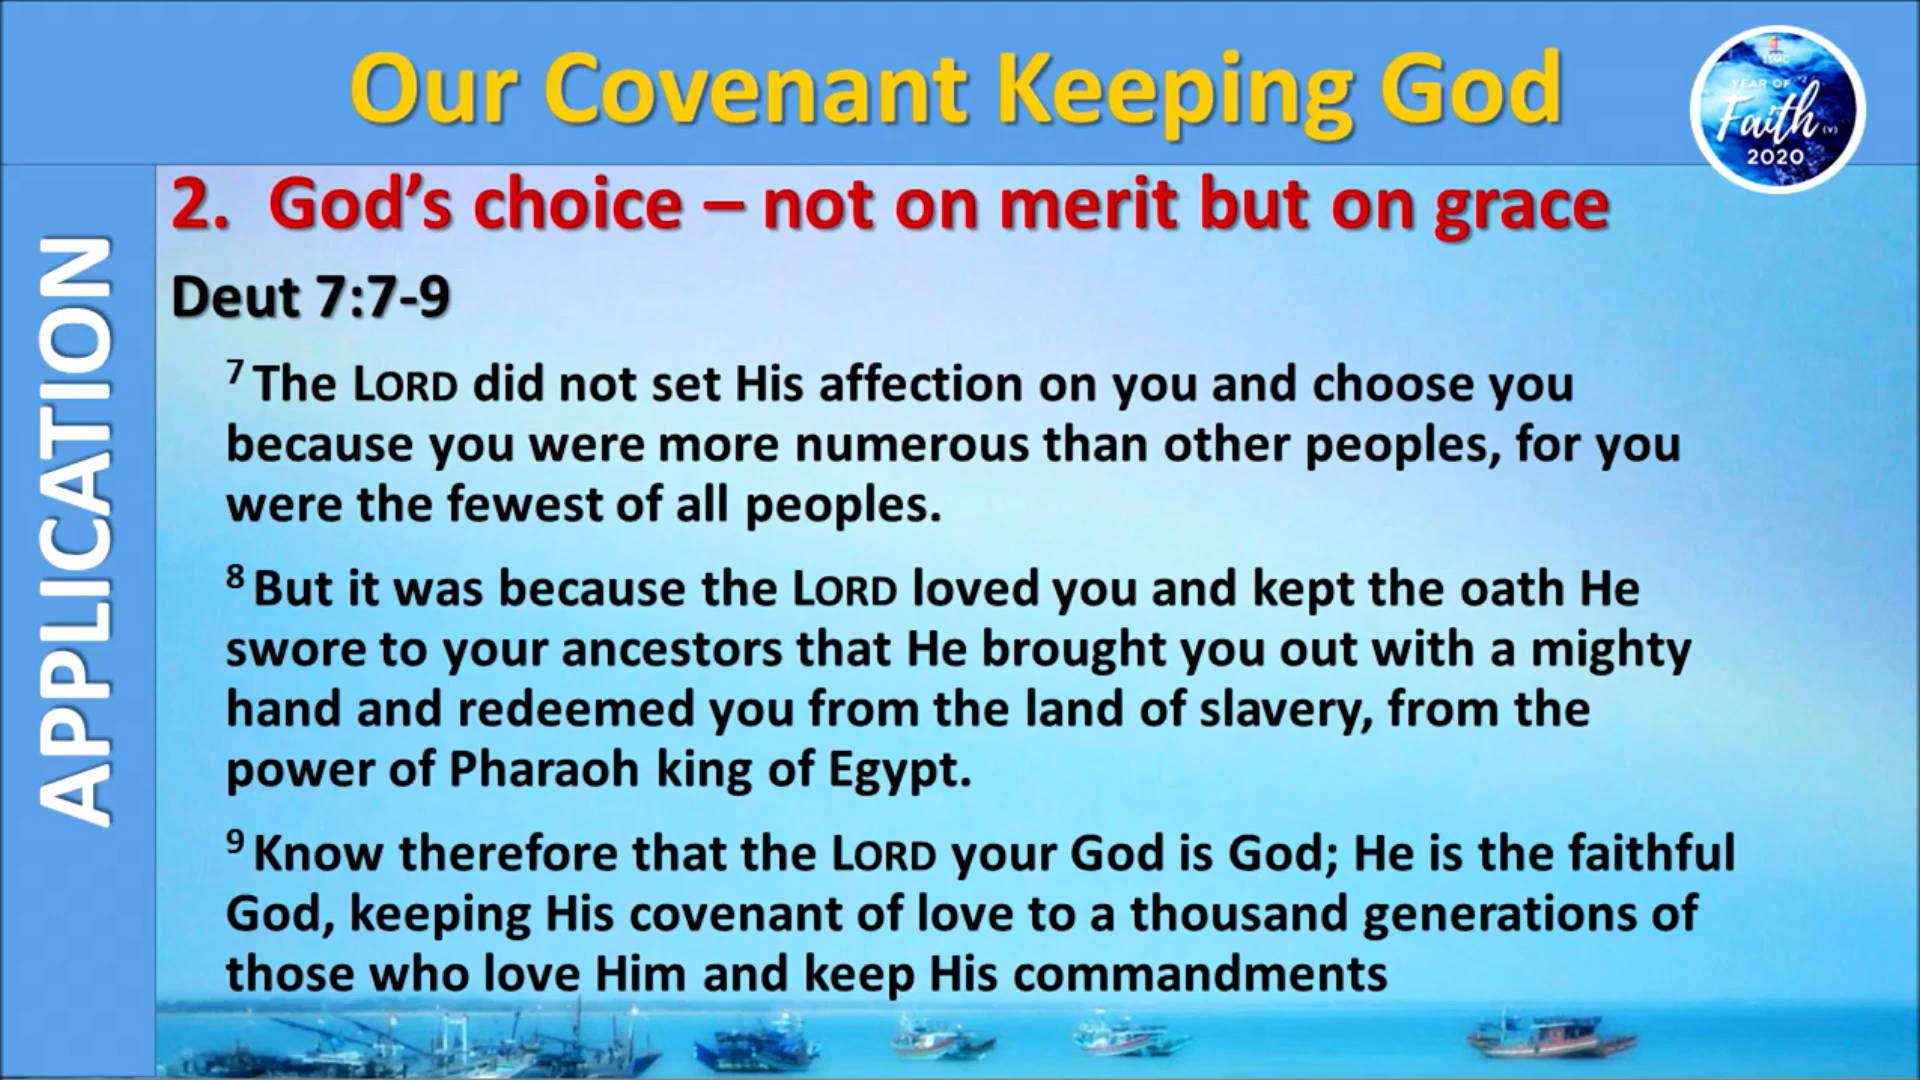 Our Covenant Keeping God
SSMC
YEAR OF
Faith (V)
2020
APPLICATION
2. God’s choice – not on merit but on grace
Deut 7:7-9
7 The LORD did not set His affection on you and choose you
because you were more numerous than other peoples, for you
were the fewest of all peoples.
8 But it was because the LORD loved you and kept the oath He
swore to your ancestors that He brought you out with a mighty
hand and redeemed you from the land of slavery, from the
power of Pharaoh king of Egypt.
9 Know therefore that the LORD your God is God; He is the faithful
God, keeping His covenant of love to a thousand generations of
those who love Him and keep His commandments